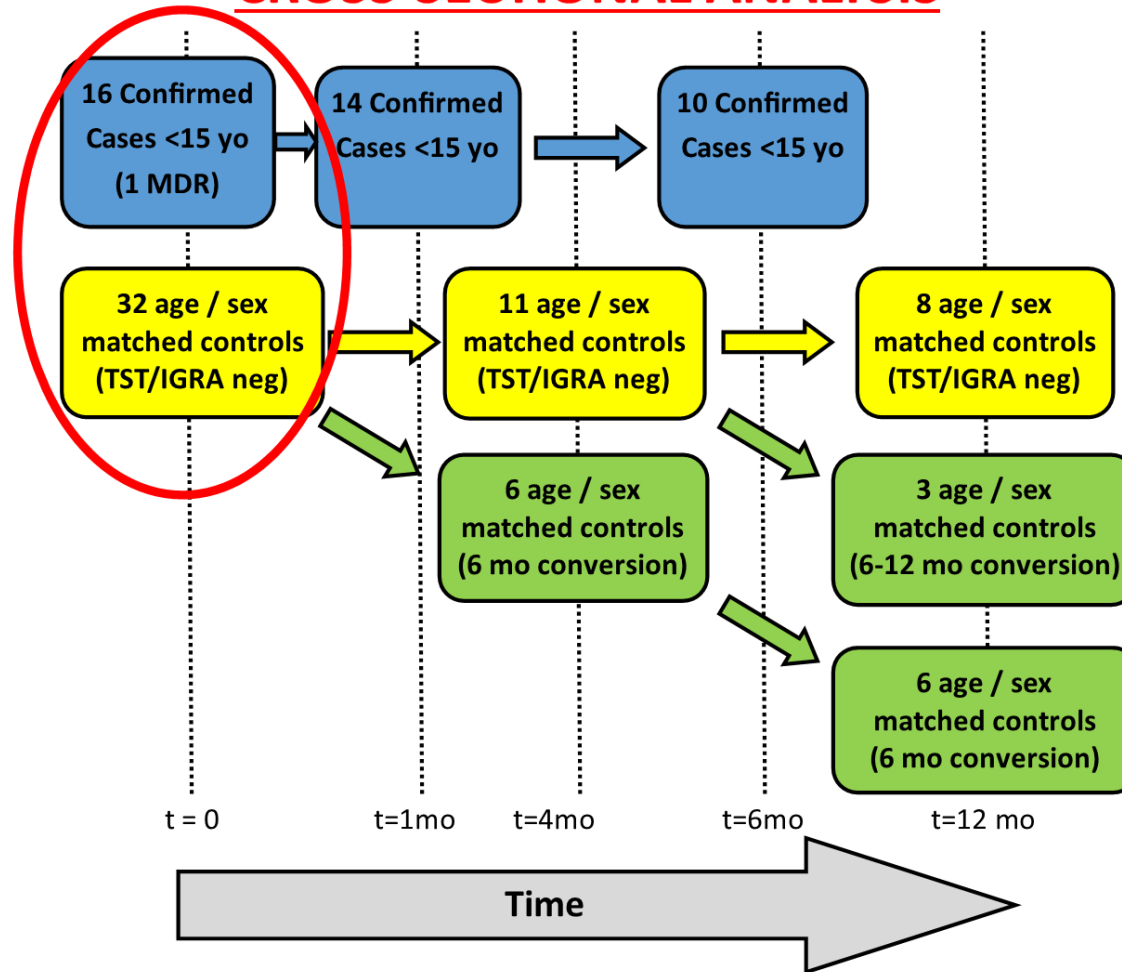 CROSS SECTIONAL ANALYSIS
16 Confirmed
Cases <15 yo
(1 MDR)
14 Confirmed
Cases <15 yo
10 Confirmed
Cases <15 yo
32 age / sex
matched controls
(TST/IGRA neg)
11 age / sex
matched controls
(TST/IGRA neg)
8 age / sex
matched controls
(TST/IGRA neg)
6 age / sex
matched controls
(6 mo conversion)
3 age / sex
matched controls
(6-12 mo conversion)
6 age / sex
matched controls
(6 mo conversion)
t = 0
t=1mo
t=4mo
t=6mo
t=12 mo
Time